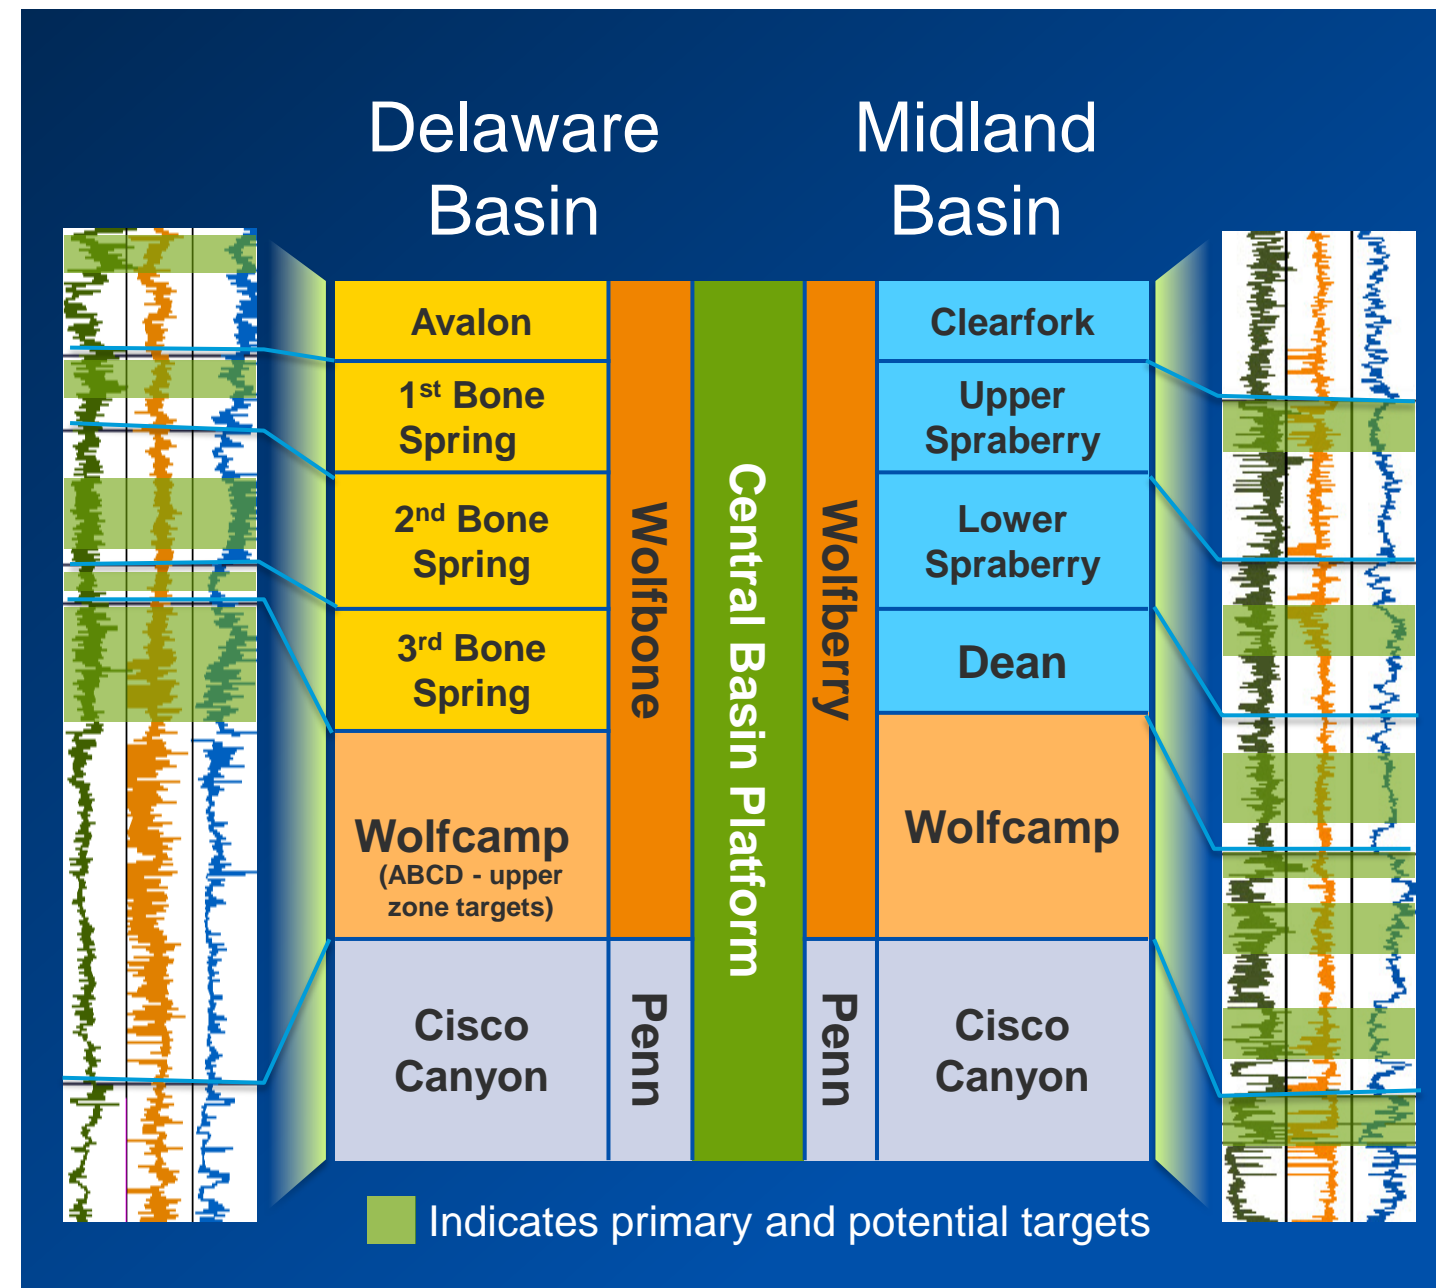 Delaware
Basin
Midland
Basin
Avalon
1st Bone
Spring
2nd Bone
Spring
3rd Bone
Spring
Wolfcamp
(ABCD - upper
zone targets)
Cisco
Canyon
Wolfbone
Penn
Central Basin Platform
Wolfberry
Penn
Clearfork
Upper
Spraberry
Lower
Spraberry
Dean
Wolfcamp
Cisco
Canyon
Indicates primary and potential targets